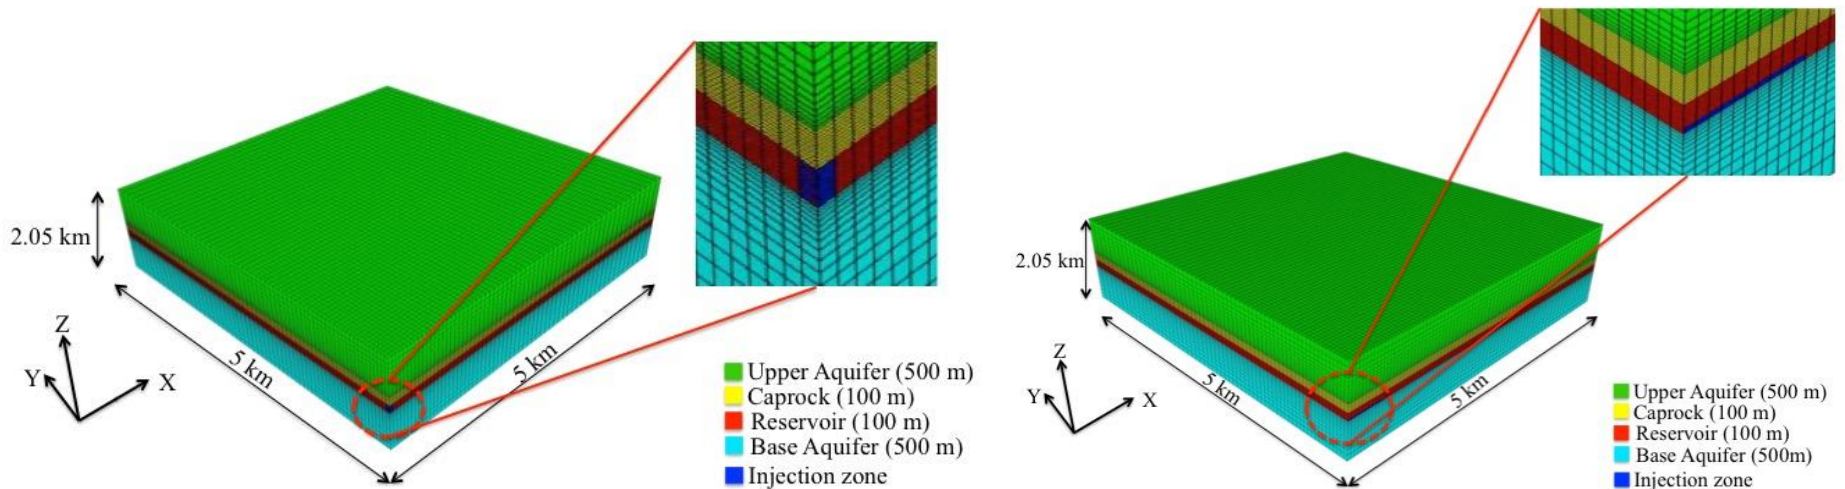 2.05 km
5 km
5 km
Z
Y
X
Upper Aquifer (500 m)
Caprock (100 m)
Reservoir (100 m)
Base Aquifer (500 m)
Injection zone
2.05 km
5 km
5 km
Z
Y
X
Upper Aquifer (500 m)
Caprock (100 m)
Reservoir (100 m)
Base Aquifer (500m)
Injection zone